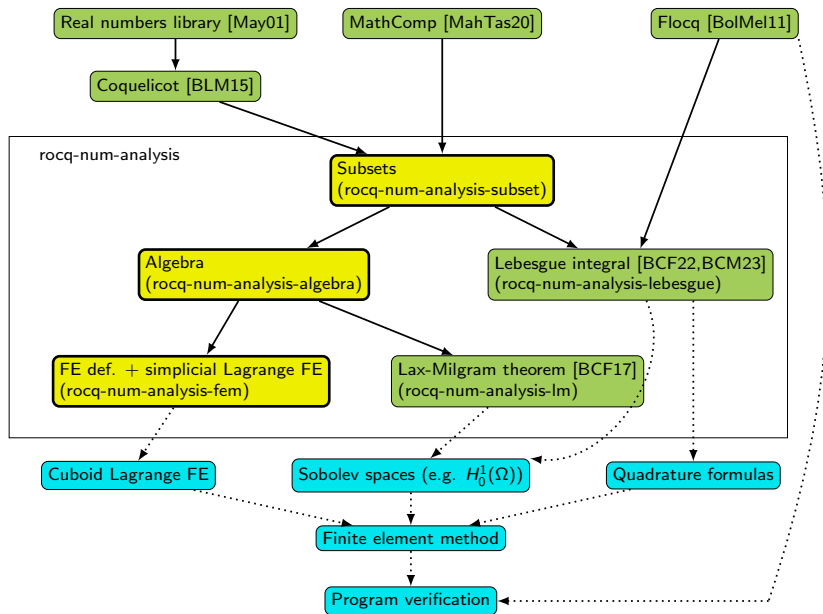 Real numbers library [May01]
MathComp [MahTas20]
Flocq [BolMel11]
Coquelicot [BLM15]
rocq-num-analysis
Subsets
(rocq-num-analysis-subset)
Algebra
(rocq-num-analysis-algebra)
Lebesgue integral [BCF22,BCM23]
(rocq-num-analysis-lebesgue)
FE def. + simplicial Lagrange FE
(rocq-num-analysis-fem)
Lax-Milgram theorem [BCF17]
(rocq-num-analysis-lm)
Cuboid Lagrange FE
Sobolev spaces (e.g. $H_0^1(\Omega)$)
Quadrature formulas
Finite element method
Program verification